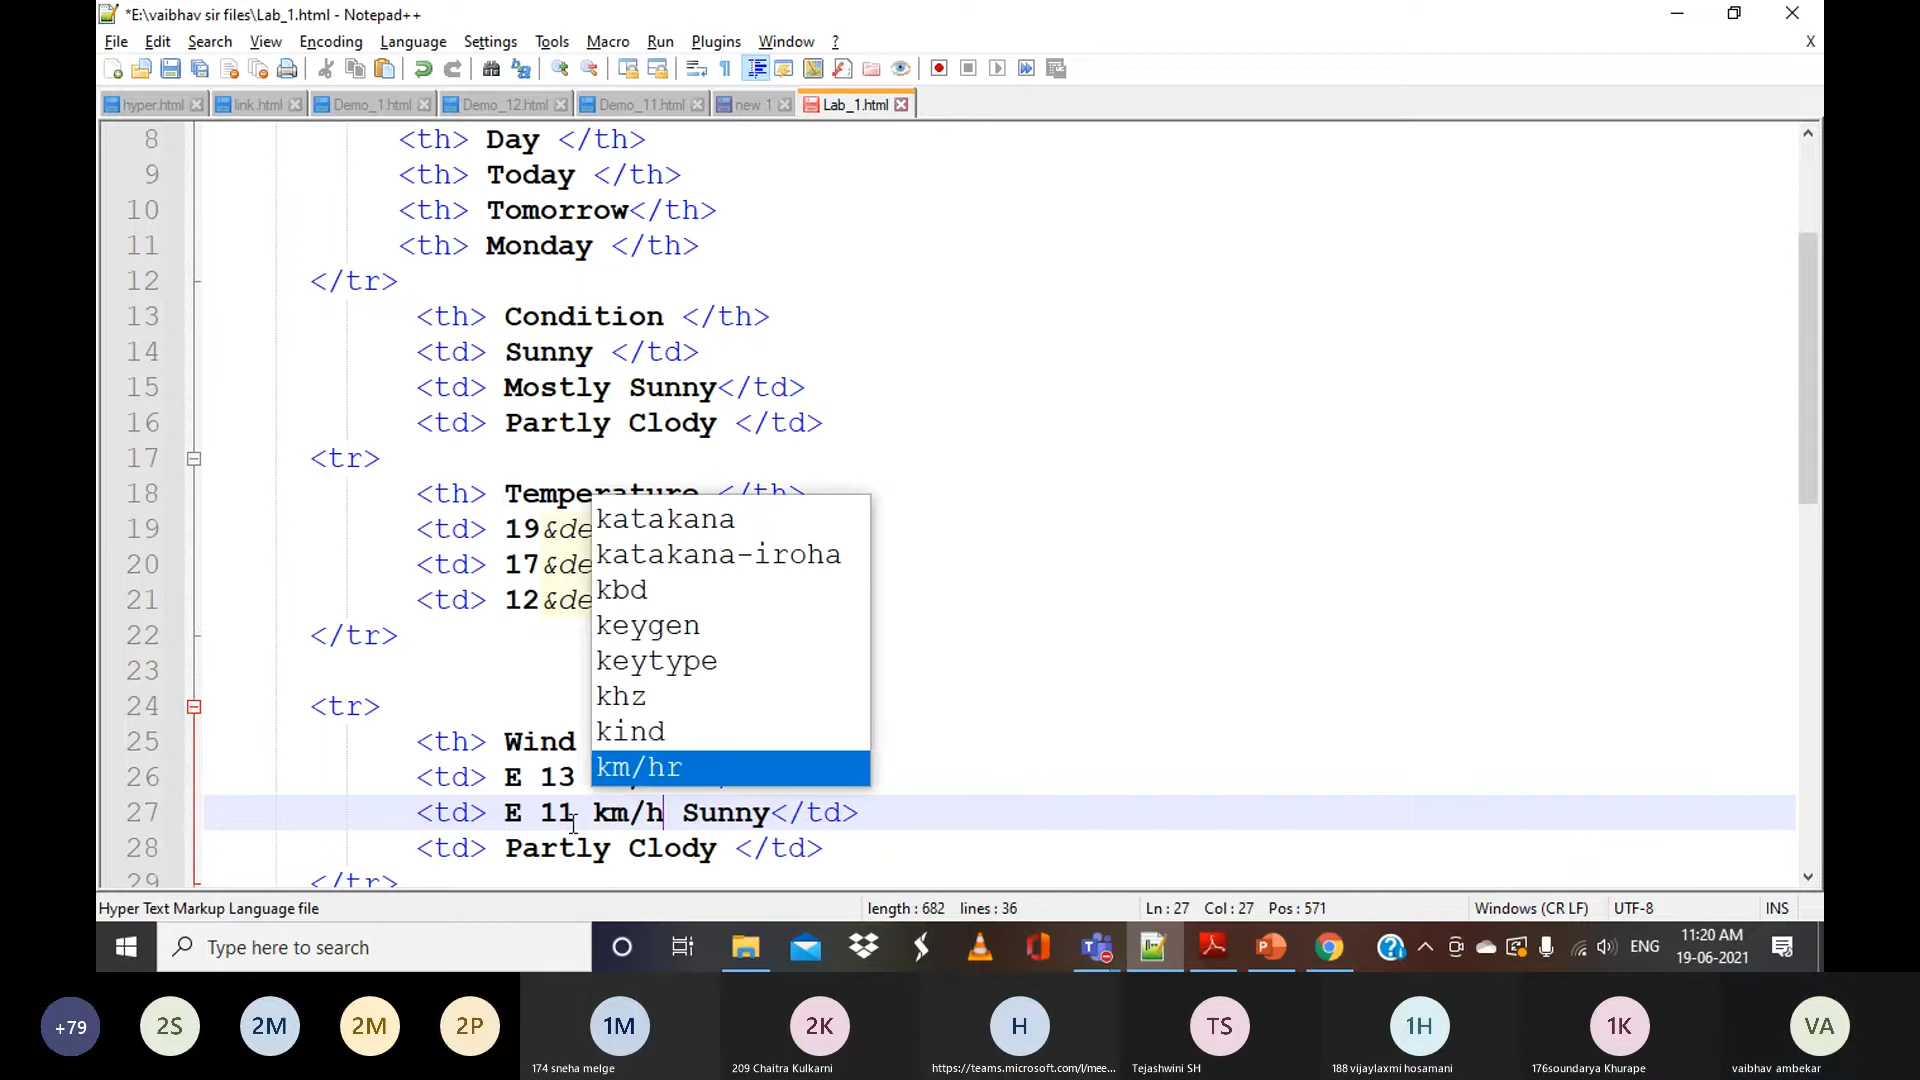 *E:\vaibhav sir files\Lab_1.html - Notepad++
File Edit Search View Encoding Language Settings Tools Macro Run Plugins Window ? X
hyper.html link.html Demo_1.html Demo_12.html Demo_11.html new 1 Lab_1.html
8 <th> Day </th>
9 <th> Today </th>
10 <th> Tomorrow</th>
11 <th> Monday </th>
12 </tr>
13 <th> Condition </th>
14 <td> Sunny </td>
15 <td> Mostly Sunny</td>
16 <td> Partly Clody </td>
17 <tr>
18 <th> Temperature </th>
19 <td> 19&de
20 <td> 17&de
21 <td> 12&de
22 </tr>
23
24 <tr>
25 <th> Wind
26 <td> E 13
27 <td> E 11 km/h Sunny</td>
28 <td> Partly Clody </td>
29 </tr>
katakana
katakana-iroha
kbd
keygen
keytype
khz
kind
km/hr
Hyper Text Markup Language file length : 682 lines : 36 Ln : 27 Col : 27 Pos : 571 Windows (CR LF) UTF-8 INS
Type here to search ENG 11:20 AM
19-06-2021
+79 2S 2M 2M 2P 1M 2K H TS 1H 1K VA
174 sneha melge 209 Chaitra Kulkarni https://teams.microsoft.com/l/mee... Tejashwini SH 188 vijaylaxmi hosamani 176soundarya Khurape vaibhav ambekar